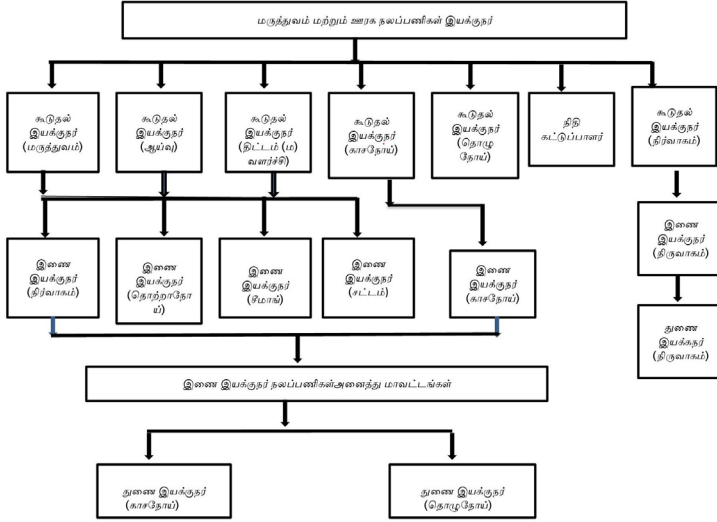 மருத்துவம் மற்றும் ஊரக நலப்பணிகள் இயக்குநர்
கூடுதல்
இயக்குநர்
(மருத்துவம்)
கூடுதல்
இயக்குநர்
(ஆய்வு)
கூடுதல்
இயக்குநர்
(திட்டம் (ம)
வளர்ச்சி)
கூடுதல்
இயக்குநர்
(காசநோய்)
கூடுதல்
இயக்குநர்
(தொழு
நோய்)
நிதி
கட்டுப்பாளர்
கூடுதல்
இயக்குநர்
(நிர்வாகம்)
இணை
இயக்குநர்
(நிர்வாகம்)
இணை
இயக்குநர்
(தொற்றாநோ
ய்)
இணை
இயக்குநர்
(சீமாங்)
இணை
இயக்குநர்
(சட்டம்)
இணை
இயக்குநர்
(காசநோய்)
இணை
இயக்குநர்
(நிருவாகம்)
துணை
இயக்கநர்
(நிருவாகம்)
இணை இயக்குநர் நலப்பணிகள்அனைத்து மாவட்டங்கள்
துணை இயக்குநர்
(காசநோய்)
துணை இயக்குநர்
(தொழுநோய்)